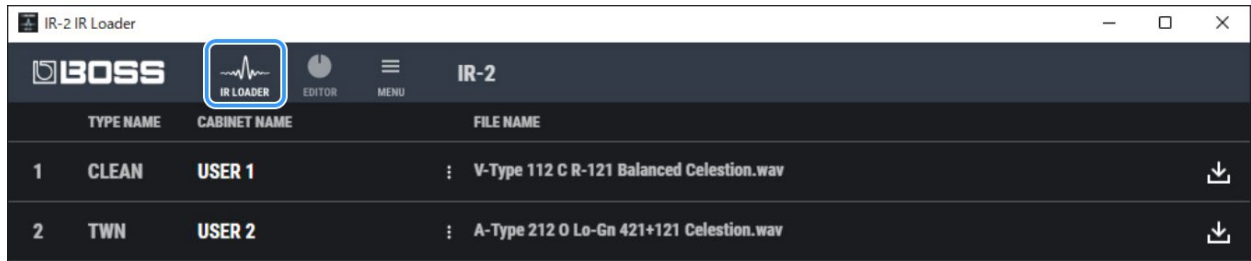 IR-2 IR Loader
BOSS IR LOADER EDITOR MENU IR-2
TYPE NAME CABINET NAME FILE NAME
1 CLEAN USER 1 V-Type 112 C R-121 Balanced Celestion.wav
2 TWN USER 2 A-Type 212 O Lo-Gn 421+121 Celestion.wav